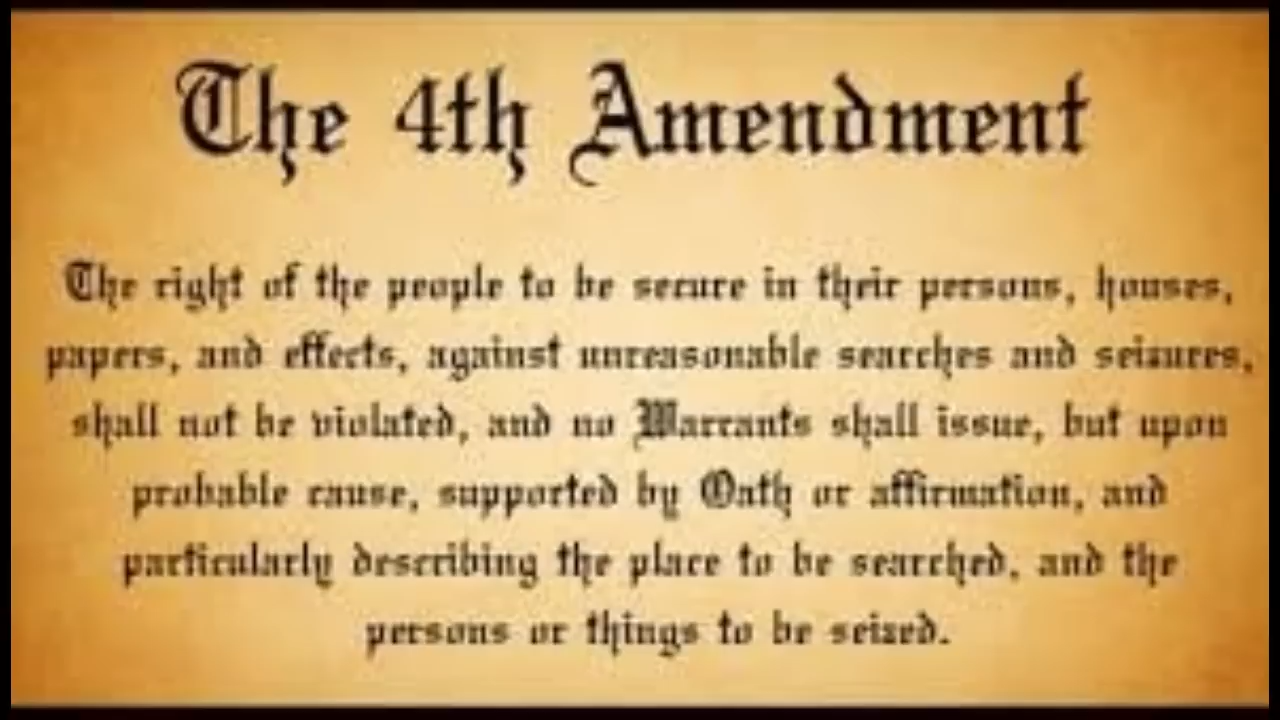 The 4th Amendment
The right of the people to be secure in their persons, houses,
papers, and effects, against unreasonable searches and seizures,
shall not be violated, and no Warrants shall issue, but upon
probable cause, supported by Oath or affirmation, and
particularly describing the place to be searched, and the
persons or things to be seized.